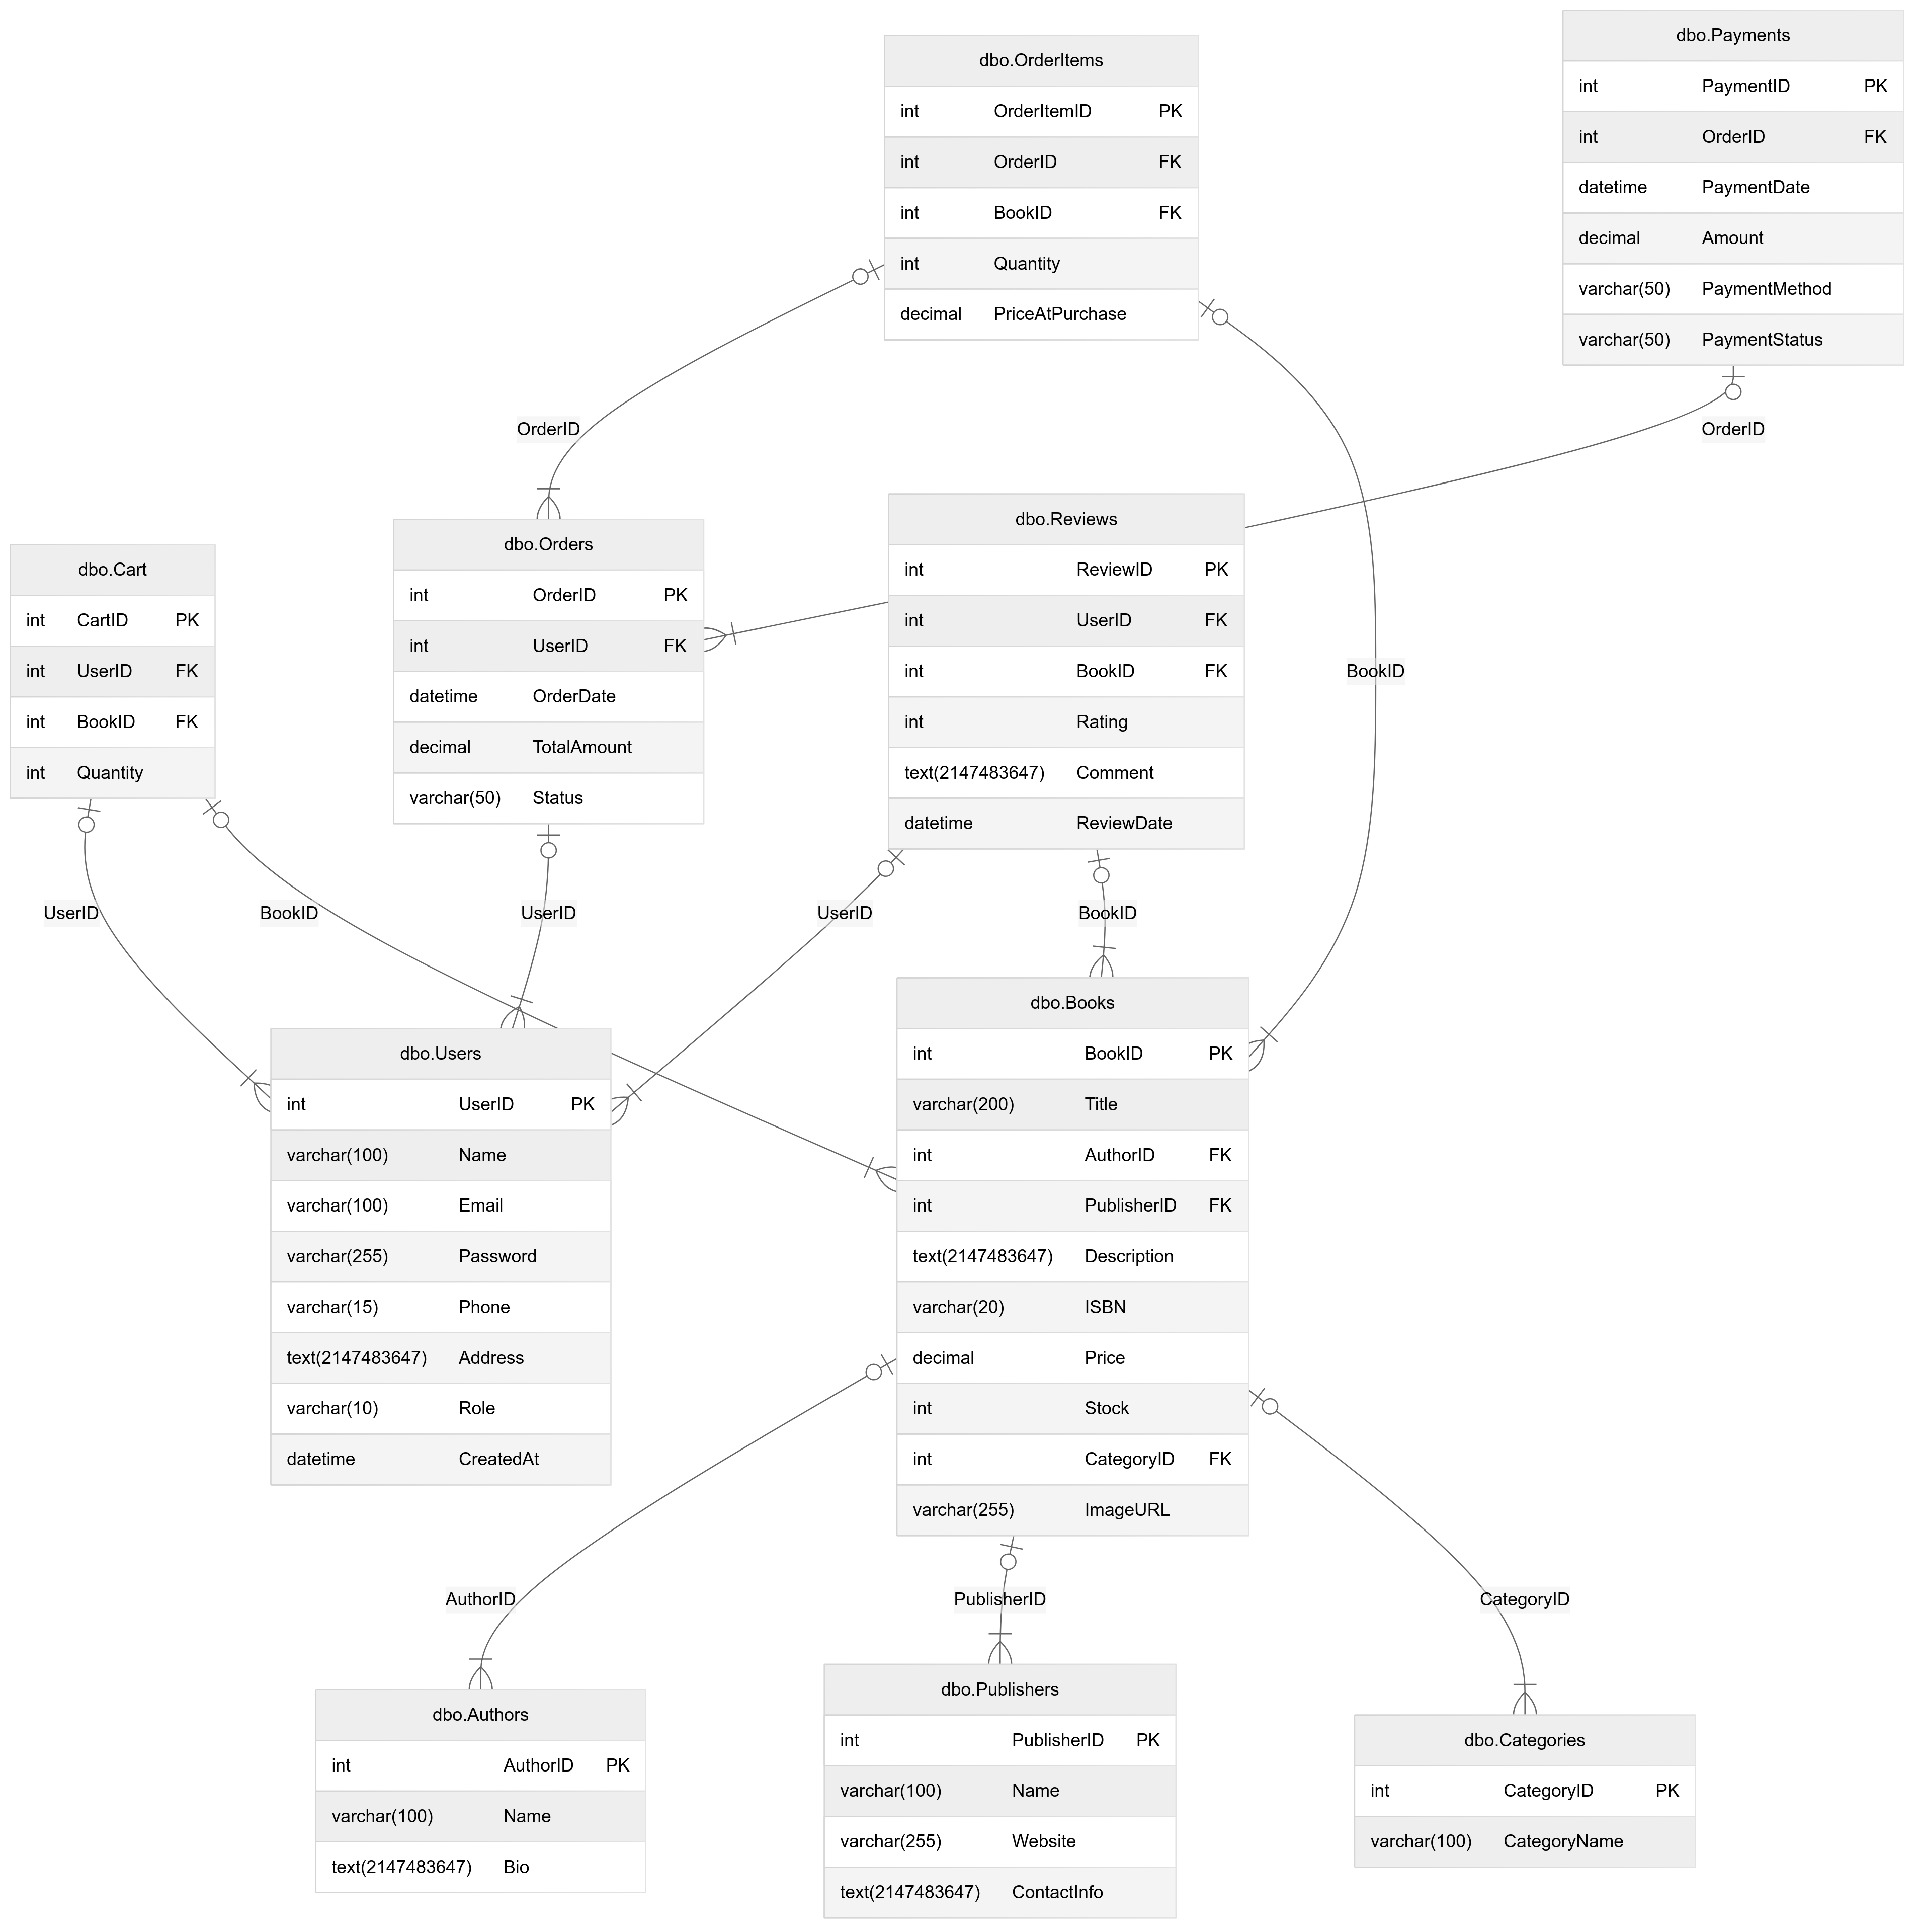 dbo.Payments
int PaymentID PK
int OrderID FK
datetime PaymentDate
decimal Amount
varchar(50) PaymentMethod
varchar(50) PaymentStatus
dbo.OrderItems
int OrderItemID PK
int OrderID FK
int BookID FK
int Quantity
decimal PriceAtPurchase
OrderID
OrderID
dbo.Reviews
int ReviewID PK
int UserID FK
int BookID FK
int Rating
text(2147483647) Comment
datetime ReviewDate
dbo.Orders
int OrderID PK
int UserID FK
datetime OrderDate
decimal TotalAmount
varchar(50) Status
dbo.Cart
int CartID PK
int UserID FK
int BookID FK
int Quantity
BookID
UserID
BookID
UserID
UserID
BookID
dbo.Books
int BookID PK
varchar(200) Title
int AuthorID FK
int PublisherID FK
text(2147483647) Description
varchar(20) ISBN
decimal Price
int Stock
int CategoryID FK
varchar(255) ImageURL
dbo.Users
int UserID PK
varchar(100) Name
varchar(100) Email
varchar(255) Password
varchar(15) Phone
text(2147483647) Address
varchar(10) Role
datetime CreatedAt
AuthorID
PublisherID
CategoryID
dbo.Authors
int AuthorID PK
varchar(100) Name
text(2147483647) Bio
dbo.Publishers
int PublisherID PK
varchar(100) Name
varchar(255) Website
text(2147483647) ContactInfo
dbo.Categories
int CategoryID PK
varchar(100) CategoryName